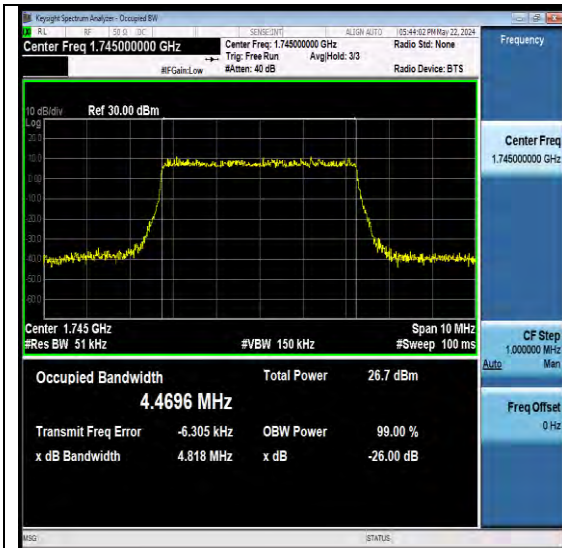 Keysight Spectrum Analyzer - Occupied BW
RL RF 50 Ω DC SENSE:INT ALIGN AUTO 05:44:02 PM May 22, 2024
Center Freq 1.745000000 GHz Center Freq: 1.745000000 GHz Radio Std: None Frequency
Trig: Free Run Avg|Hold: 3/3
#IFGain:Low #Atten: 40 dB Radio Device: BTS
10 dB/div Ref 30.00 dBm
Log
20.0
10.0
0.00
-10.0
-20.0
-30.0
-40.0
-50.0
-60.0
Center Freq
1.745000000 GHz
Center 1.745 GHz Span 10 MHz
#Res BW 51 kHz #VBW 150 kHz #Sweep 100 ms
CF Step
1.000000 MHz
Auto Man
Occupied Bandwidth Total Power 26.7 dBm
4.4696 MHz
Transmit Freq Error -6.305 kHz OBW Power 99.00 %
x dB Bandwidth 4.818 MHz x dB -26.00 dB
Freq Offset
0 Hz
MSG STATUS